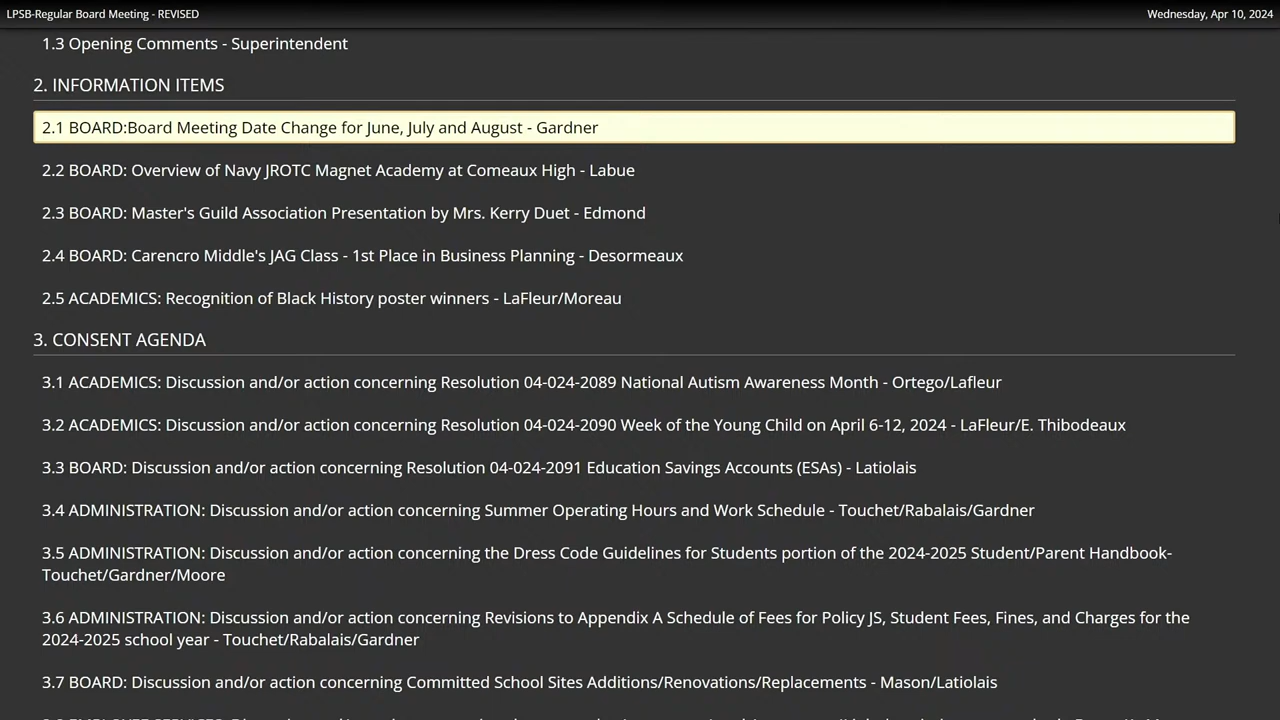 LPSB-Regular Board Meeting - REVISED
Wednesday, Apr 10, 2024
1.3 Opening Comments - Superintendent
2. INFORMATION ITEMS
2.1 BOARD:Board Meeting Date Change for June, July and August - Gardner
2.2 BOARD: Overview of Navy JROTC Magnet Academy at Comeaux High - Labue
2.3 BOARD: Master's Guild Association Presentation by Mrs. Kerry Duet - Edmond
2.4 BOARD: Carencro Middle's JAG Class - 1st Place in Business Planning - Desormeaux
2.5 ACADEMICS: Recognition of Black History poster winners - LaFleur/Moreau
3. CONSENT AGENDA
3.1 ACADEMICS: Discussion and/or action concerning Resolution 04-024-2089 National Autism Awareness Month - Ortego/Lafleur
3.2 ACADEMICS: Discussion and/or action concerning Resolution 04-024-2090 Week of the Young Child on April 6-12, 2024 - LaFleur/E. Thibodeaux
3.3 BOARD: Discussion and/or action concerning Resolution 04-024-2091 Education Savings Accounts (ESAs) - Latiolais
3.4 ADMINISTRATION: Discussion and/or action concerning Summer Operating Hours and Work Schedule - Touchet/Rabalais/Gardner
3.5 ADMINISTRATION: Discussion and/or action concerning the Dress Code Guidelines for Students portion of the 2024-2025 Student/Parent Handbook-
Touchet/Gardner/Moore
3.6 ADMINISTRATION: Discussion and/or action concerning Revisions to Appendix A Schedule of Fees for Policy JS, Student Fees, Fines, and Charges for the
2024-2025 school year - Touchet/Rabalais/Gardner
3.7 BOARD: Discussion and/or action concerning Committed School Sites Additions/Renovations/Replacements - Mason/Latiolais